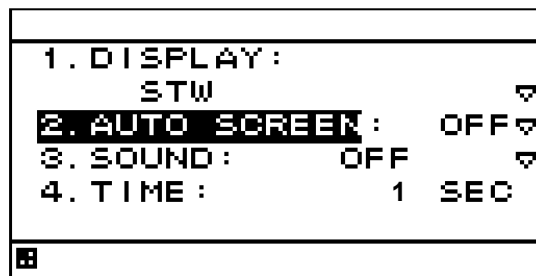 1.DISPLAY:
STW
2.AUTO SCREEN: OFF
3.SOUND: OFF
4.TIME: 1 SEC